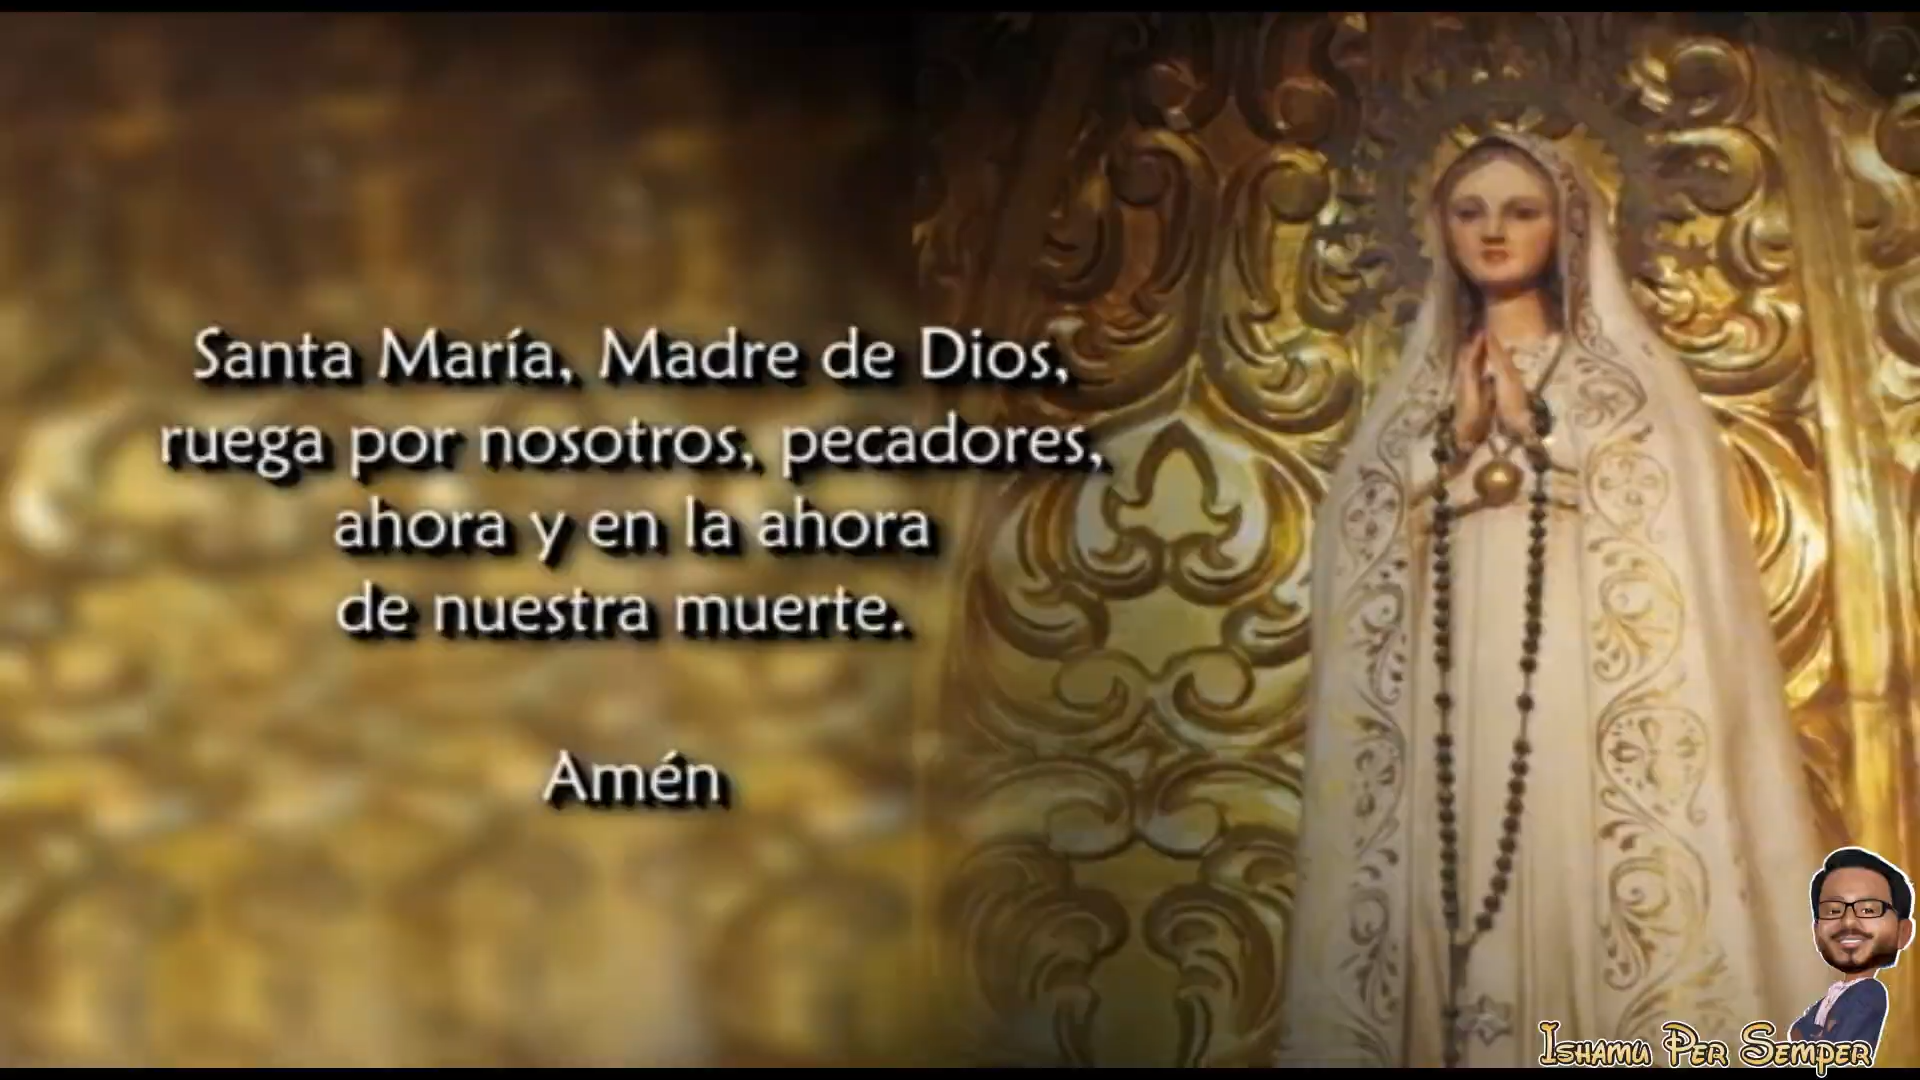 Santa María, Madre de Dios,
ruega por nosotros, pecadores,
ahora y en la ahora
de nuestra muerte.
Amén
Ishamu Per Semper